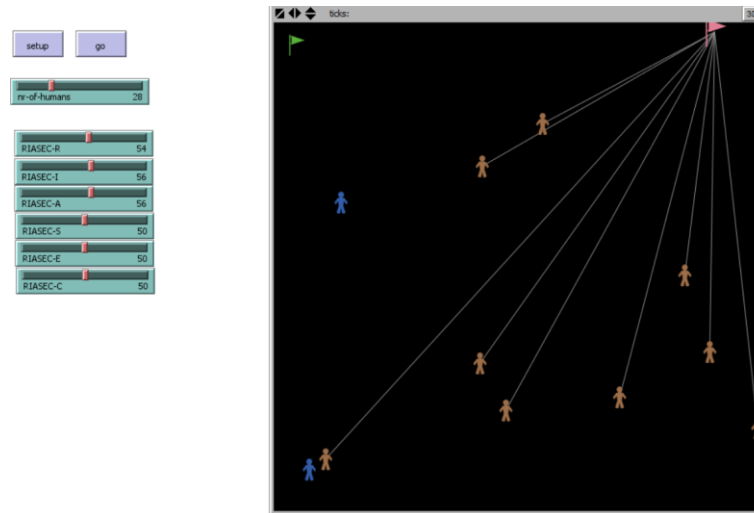 setup
go
ticks:
nr-of-humans 28
RIASEC-R 54
RIASEC-I 56
RIASEC-A 56
RIASEC-S 50
RIASEC-E 50
RIASEC-C 50